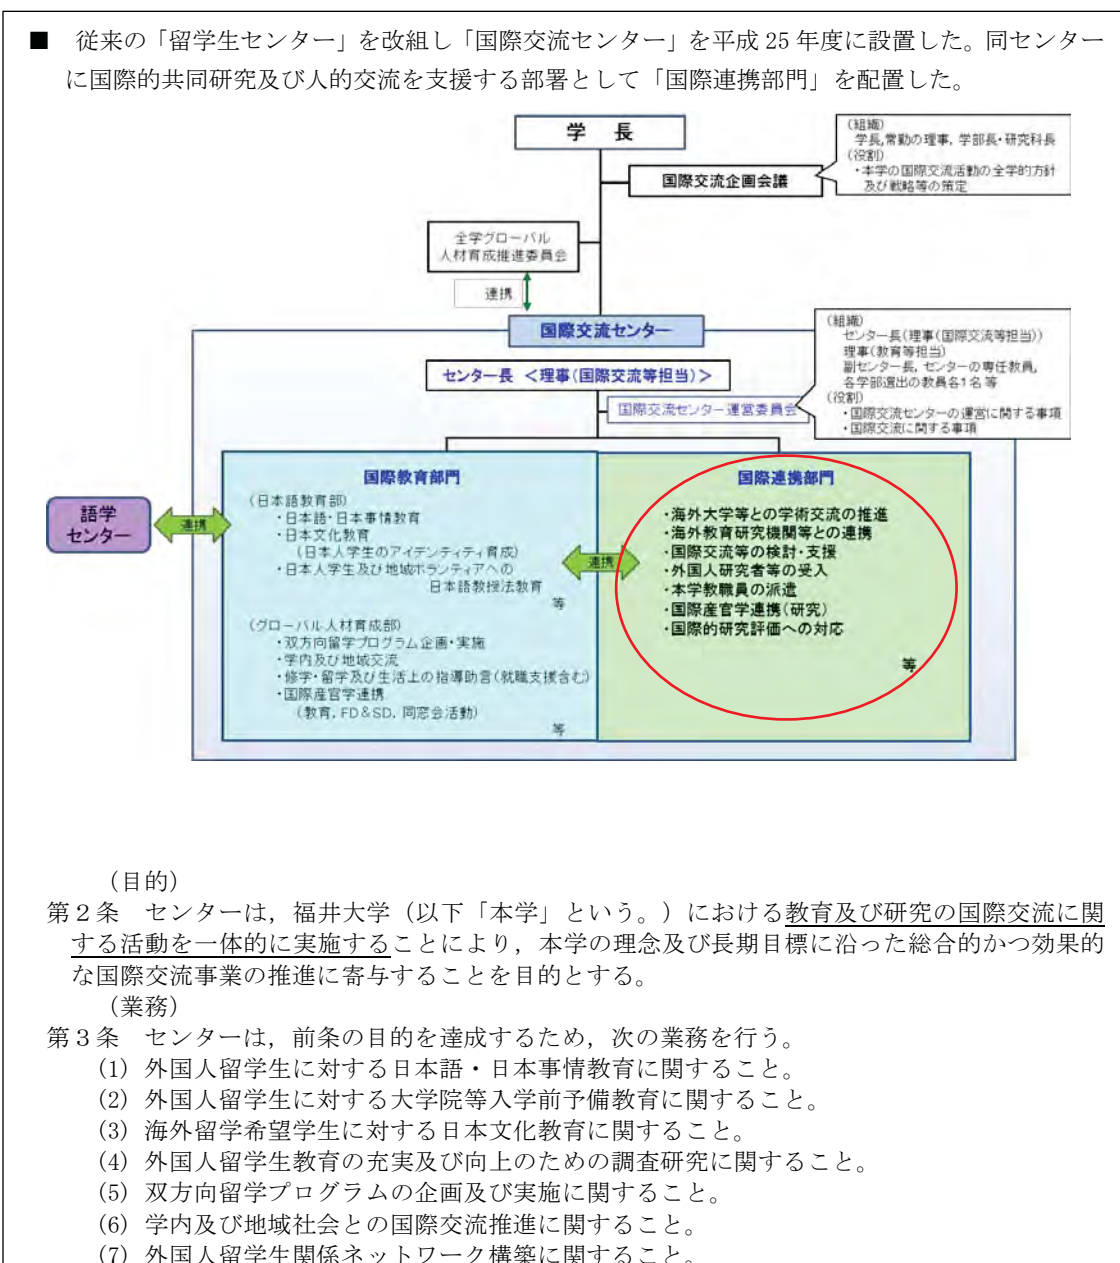 ■　従来の「留学生センター」を改組し「国際交流センター」を平成 25 年度に設置した。同センター
に国際的共同研究及び人的交流を支援する部署として「国際連携部門」を配置した。
学　長
（組織）
学長,常勤の理事，学部長・研究科長
（役割）
・本学の国際交流活動の全学的方針
及び戦略等の策定
国際交流企画会議
全学グローバル
人材育成推進委員会
連携
国際交流センター
（組織）
センター長（理事（国際交流等担当））
理事（教育等担当）
副センター長，センターの専任教員，
各学部選出の教員各1名 等
（役割）
・国際交流センターの運営に関する事項
・国際交流に関する事項
センター長 ＜理事（国際交流等担当）＞
国際交流センター運営委員会
国際教育部門
（日本語教育部）
・日本語・日本事情教育
・日本文化教育
（日本人学生のアイデンティティ育成）
・日本人学生及び地域ボランティアへの
日本語教授法教育
等
（グローバル人材育成部）
・双方向留学プログラム企画・実施
・学内及び地域交流
・修学・留学及び生活上の指導助言（就職支援含む）
・国際産官学連携
（教育，FD＆SD，同窓会活動）
等
語学
センター
連携
連携
国際連携部門
・海外大学等との学術交流の推進
・海外教育研究機関等との連携
・国際交流等の検討・支援
・外国人研究者等の受入
・本学教職員の派遣
・国際産官学連携（研究）
・国際的研究評価への対応
等
（目的）
第２条　センターは，福井大学（以下「本学」という。）における教育及び研究の国際交流に関
する活動を一体的に実施することにより，本学の理念及び長期目標に沿った総合的かつ効果的
な国際交流事業の推進に寄与することを目的とする。
（業務）
第３条　センターは，前条の目的を達成するため，次の業務を行う。
(1) 外国人留学生に対する日本語・日本事情教育に関すること。
(2) 外国人留学生に対する大学院等入学前予備教育に関すること。
(3) 海外留学希望学生に対する日本文化教育に関すること。
(4) 外国人留学生教育の充実及び向上のための調査研究に関すること。
(5) 双方向留学プログラムの企画及び実施に関すること。
(6) 学内及び地域社会との国際交流推進に関すること。
(7) 外国人留学生関係ネットワーク構築に関すること。